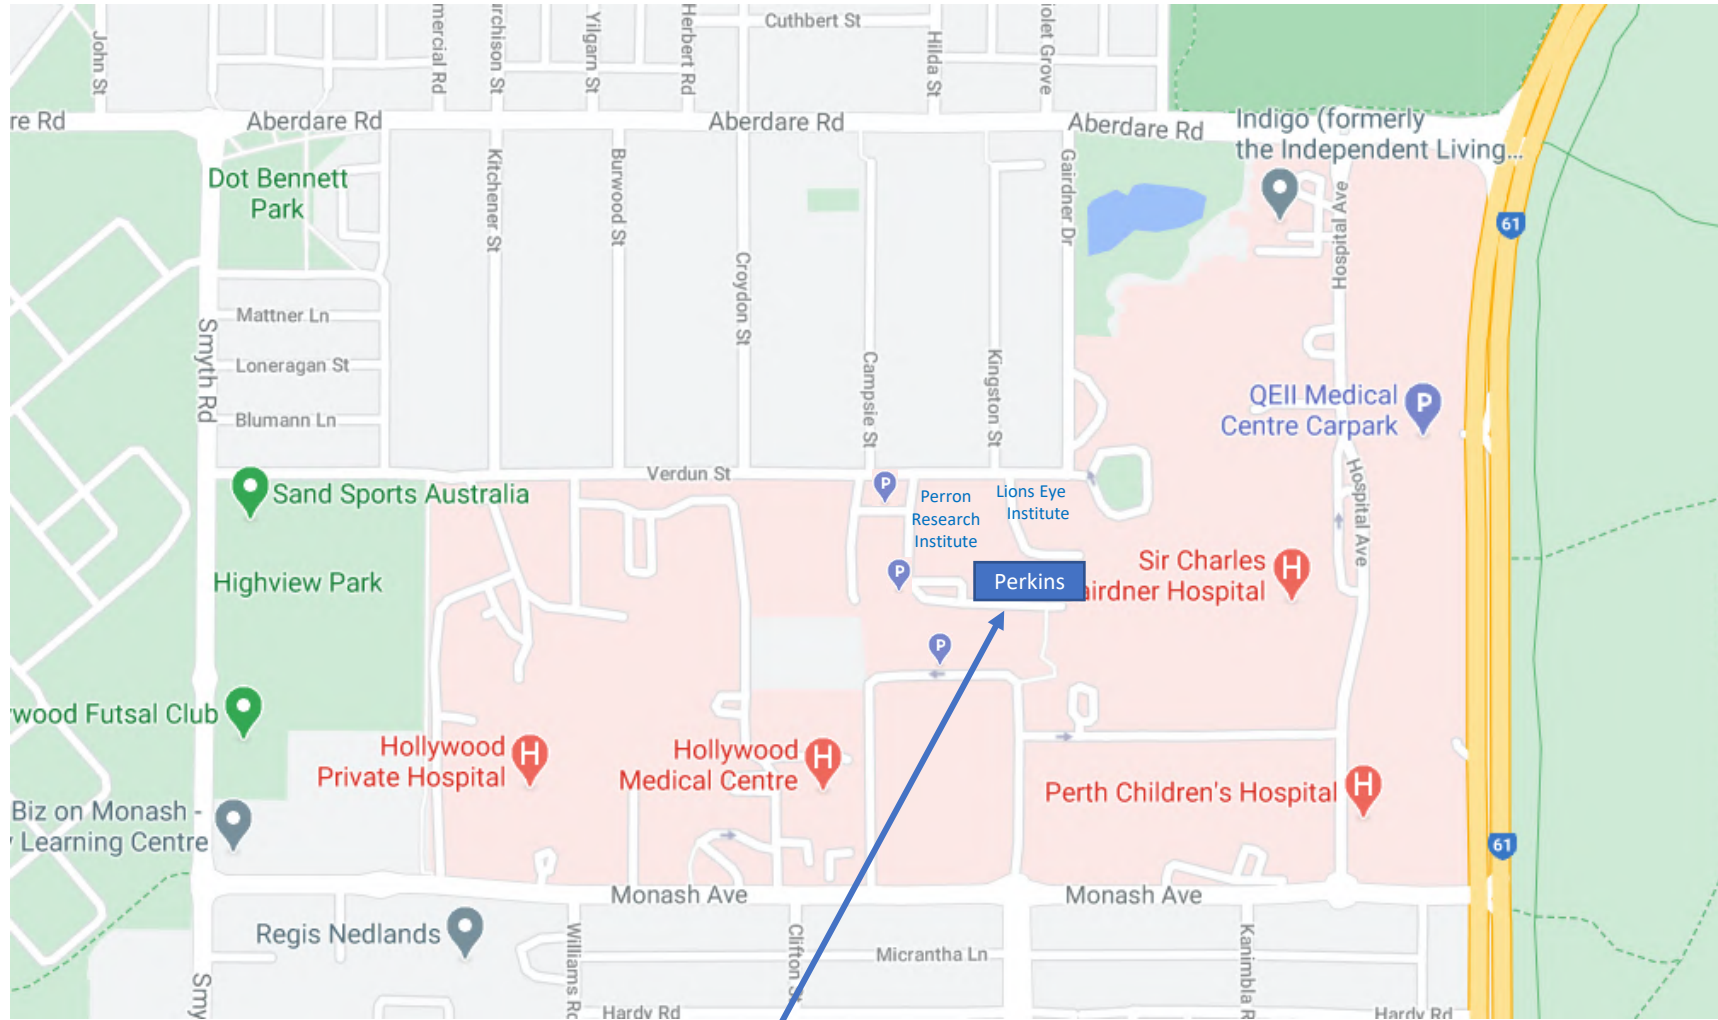 John St
mercial Rd
rchison St
Yilgarn St
Herbert Rd
Cuthbert St
Hilda St
iolet Grove
re Rd
Aberdare Rd
Aberdare Rd
Aberdare Rd
Indigo (formerly
the Independent Living...
Dot Bennett
Park
Kitchener St
Burwood St
Gairdner Dr
Hospital Ave
61
Croydon St
Mattner Ln
Smyth Rd
Loneragan St
Campsie St
Kingston St
QEII Medical
Centre Carpark
P
Blumann Ln
Verdun St
Hospital Ave
Sand Sports Australia
P
Perron
Research
Institute
Lions Eye
Institute
Highview Park
P
Perkins
Sir Charles
airdner Hospital
H
P
wood Futsal Club
Hollywood
Private Hospital
H
Hollywood
Medical Centre
H
Perth Children's Hospital
H
Biz on Monash -
Learning Centre
61
Monash Ave
Monash Ave
Regis Nedlands
Williams Rd
Clifton St
Micrantha Ln
Kanimbla R
Smy
Hardy Rd
Hardy Rd